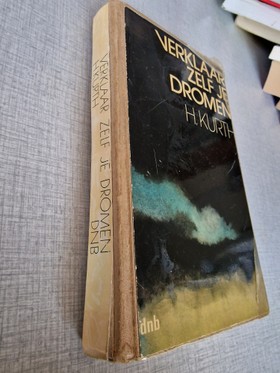 VERKLAAR
ZELF JE
DROMEN
H. KURTH
dnb
VERKLAAR ZELF JE DROMEN
H. KURTH
DNB